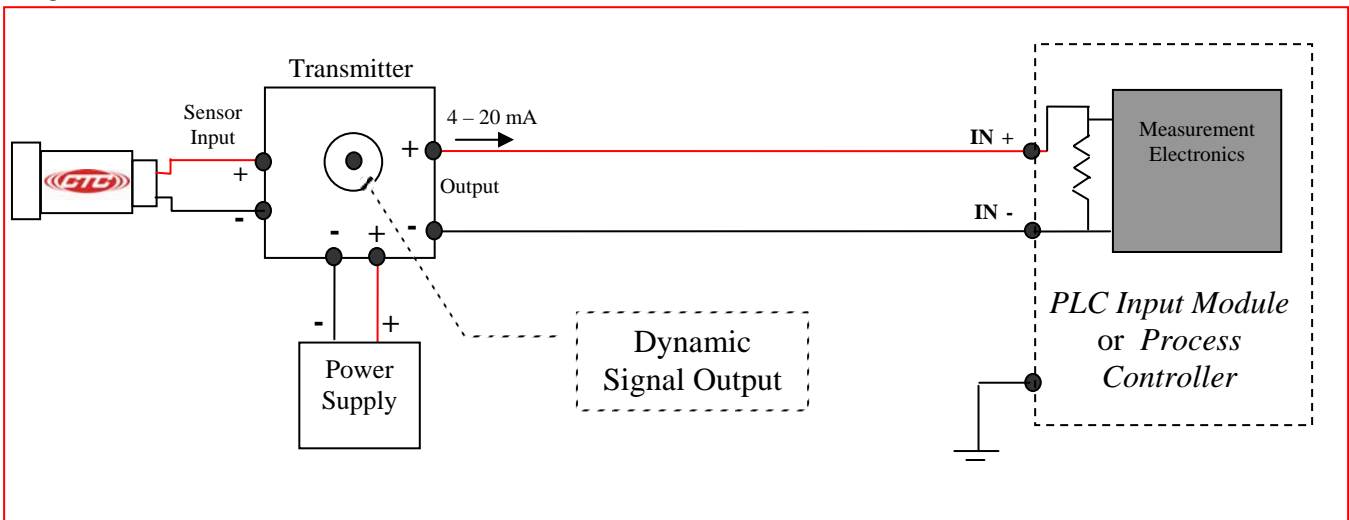 Transmitter
Sensor
Input
4 – 20 mA
IN +
Measurement
Electronics
+
+
CTC
Output
-
-
+
-
IN -
-
+
Power
Supply
Dynamic
Signal Output
PLC Input Module
or Process
Controller